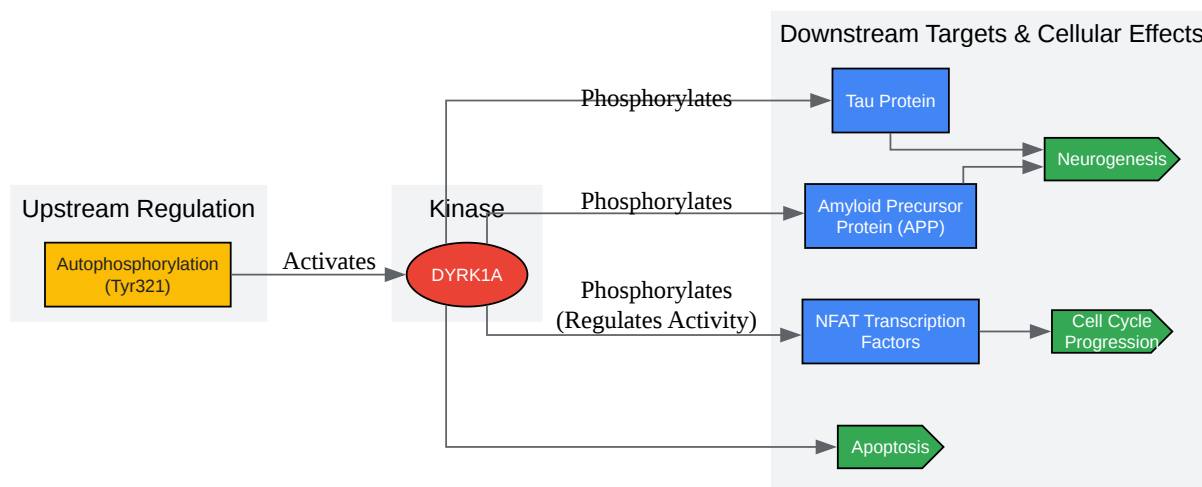 Downstream Targets & Cellular Effects
Phosphorylates
Tau Protein
Neurogenesis
Upstream Regulation
Kinase
Phosphorylates
Amyloid Precursor
Protein (APP)
Autophosphorylation
(Tyr321)
Activates
DYRK1A
Phosphorylates
(Regulates Activity)
NFAT Transcription
Factors
Cell Cycle
Progression
Apoptosis